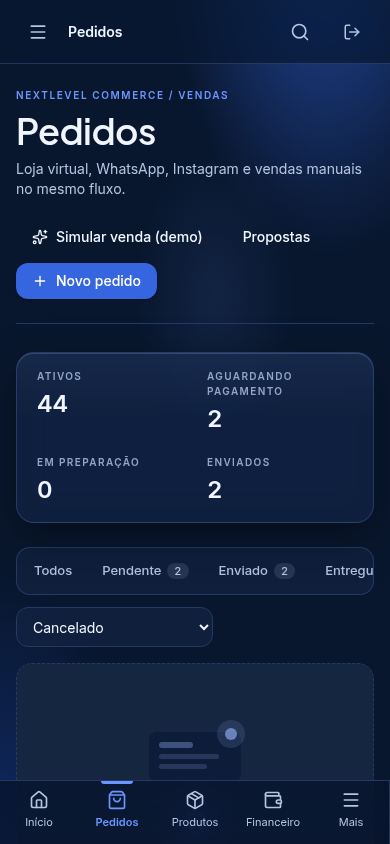 Pedidos
NEXTLEVEL COMMERCE / VENDAS
Pedidos
Loja virtual, WhatsApp, Instagram e vendas manuais
no mesmo fluxo.
Simular venda (demo) Propostas
Novo pedido
ATIVOS
44
AGUARDANDO
PAGAMENTO
2
EM PREPARAÇÃO
0
ENVIADOS
2
Todos Pendente 2 Enviado 2 Entregu
Cancelado
Início Pedidos Produtos Financeiro Mais